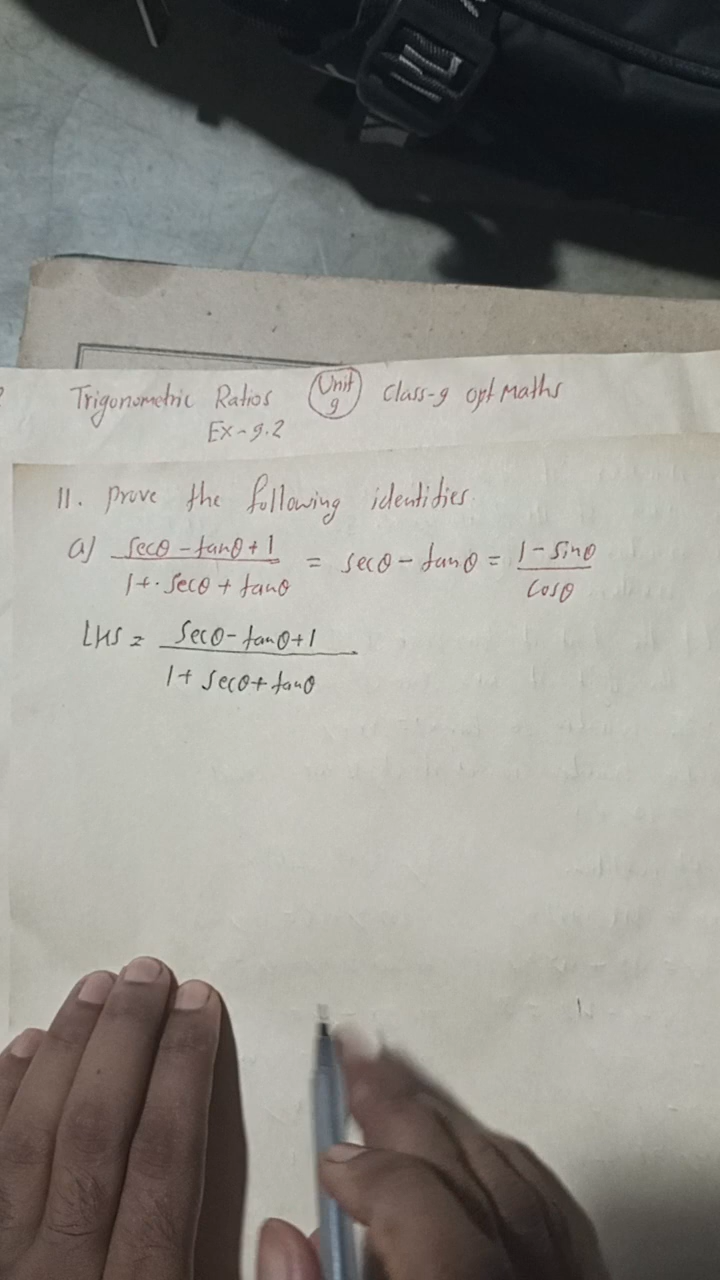 Trigonometric Ratios Unit 9 Class-9 opt Maths
Ex-9.2
11. prove the following identities.
a) secθ - tanθ + 1 / 1 + secθ + tanθ = secθ - tanθ = 1 - sinθ / cosθ
LHS = secθ - tanθ + 1 / 1 + secθ + tanθ